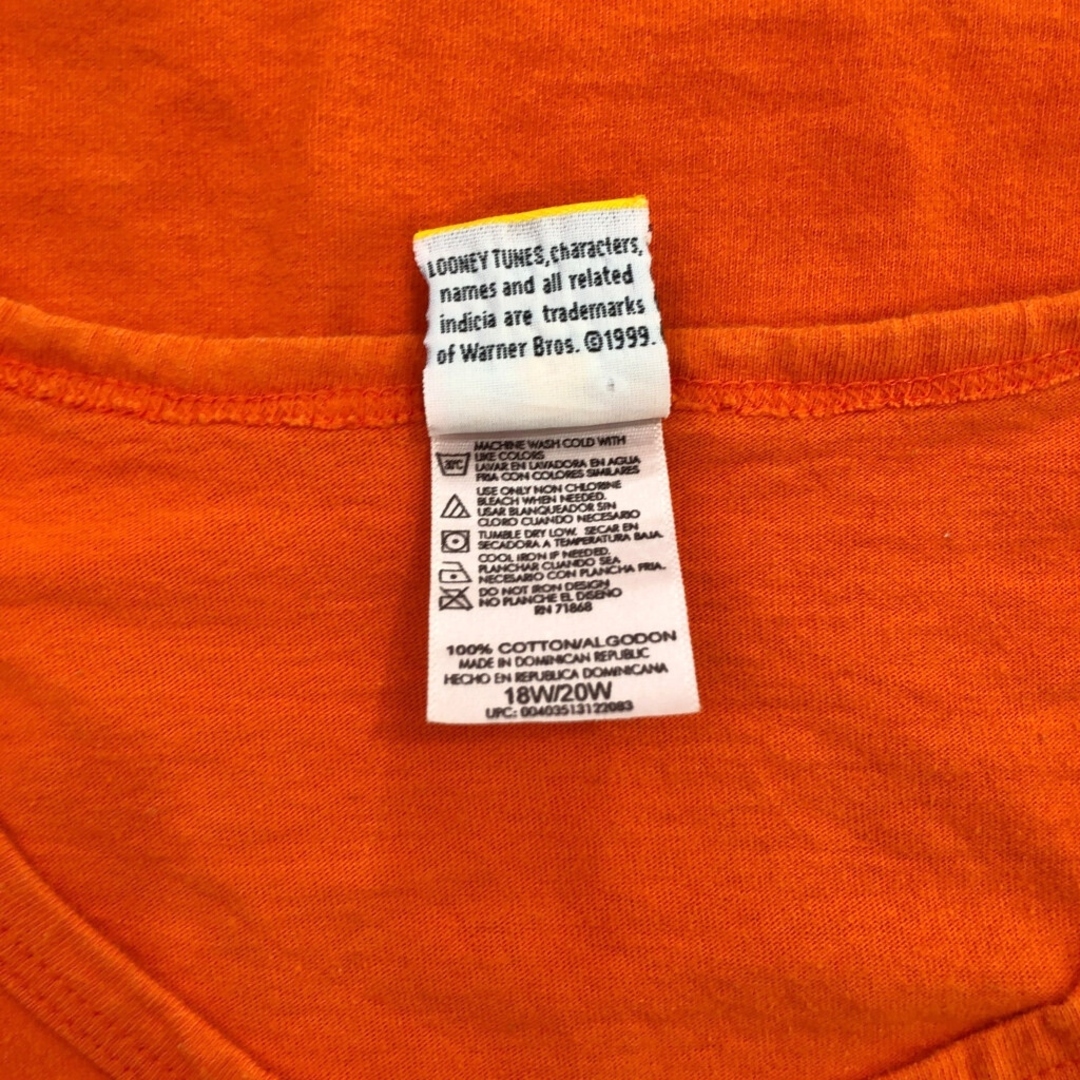 LOONEY TUNES, characters,
names and all related
indicia are trademarks
of Warner Bros. ©1999.
MACHINE WASH COLD WITH
LIKE COLORS
30°C
LAVAR EN LAVADORA EN AGUA
FRIA CON COLORES SIMILARES
USE ONLY NON CHLORINE
BLEACH WHEN NEEDED.
USAR BLANQUEADOR SIN
CLORO CUANDO NECESARIO
TUMBLE DRY LOW. SECAR EN
SECADORA A TEMPERATURA BAJA.
COOL IRON IF NEEDED.
PLANCHAR CUANDO SEA
NECESARIO CON PLANCHA FRIA.
DO NOT IRON DESIGN
NO PLANCHE EL DISEÑO
RN 71868
100% COTTON/ALGODON
MADE IN DOMINICAN REPUBLIC
HECHO EN REPUBLICA DOMINICANA
18W/20W
UPC: 00403513122083